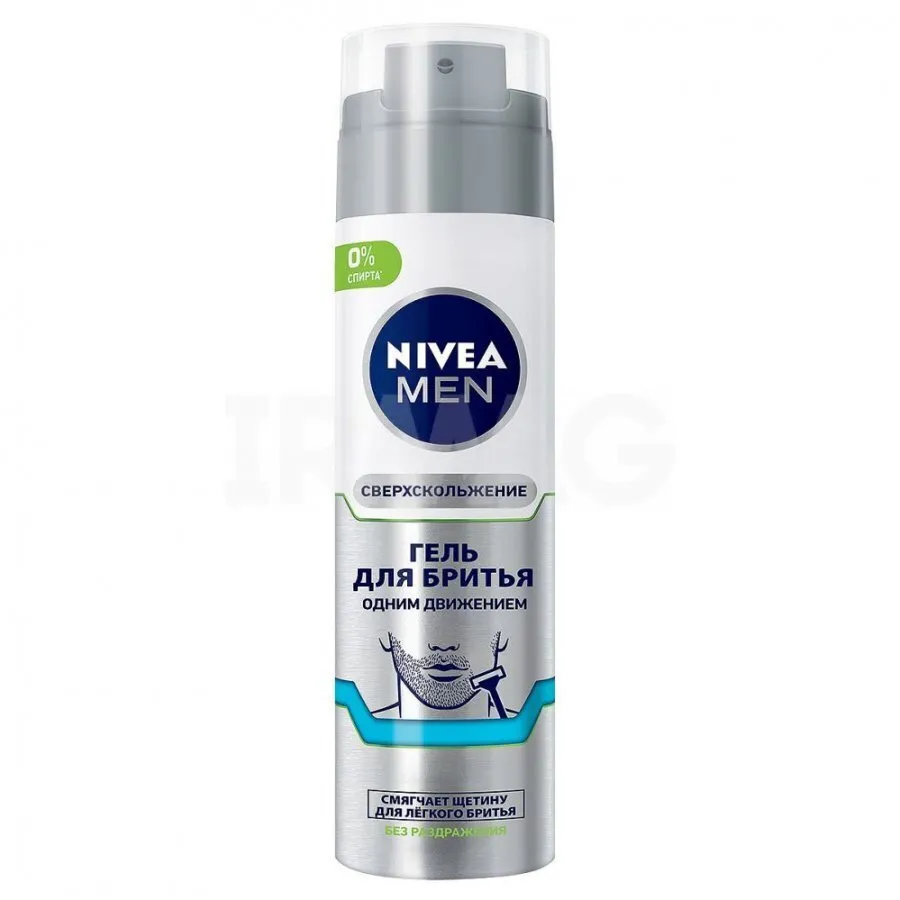 0%
СПИРТА*
NIVEA
MEN
СВЕРХСКОЛЬЖЕНИЕ
ГЕЛЬ
ДЛЯ БРИТЬЯ
ОДНИМ ДВИЖЕНИЕМ
СМЯГЧАЕТ ЩЕТИНУ
ДЛЯ ЛЁГКОГО БРИТЬЯ
БЕЗ РАЗДРАЖЕНИЯ